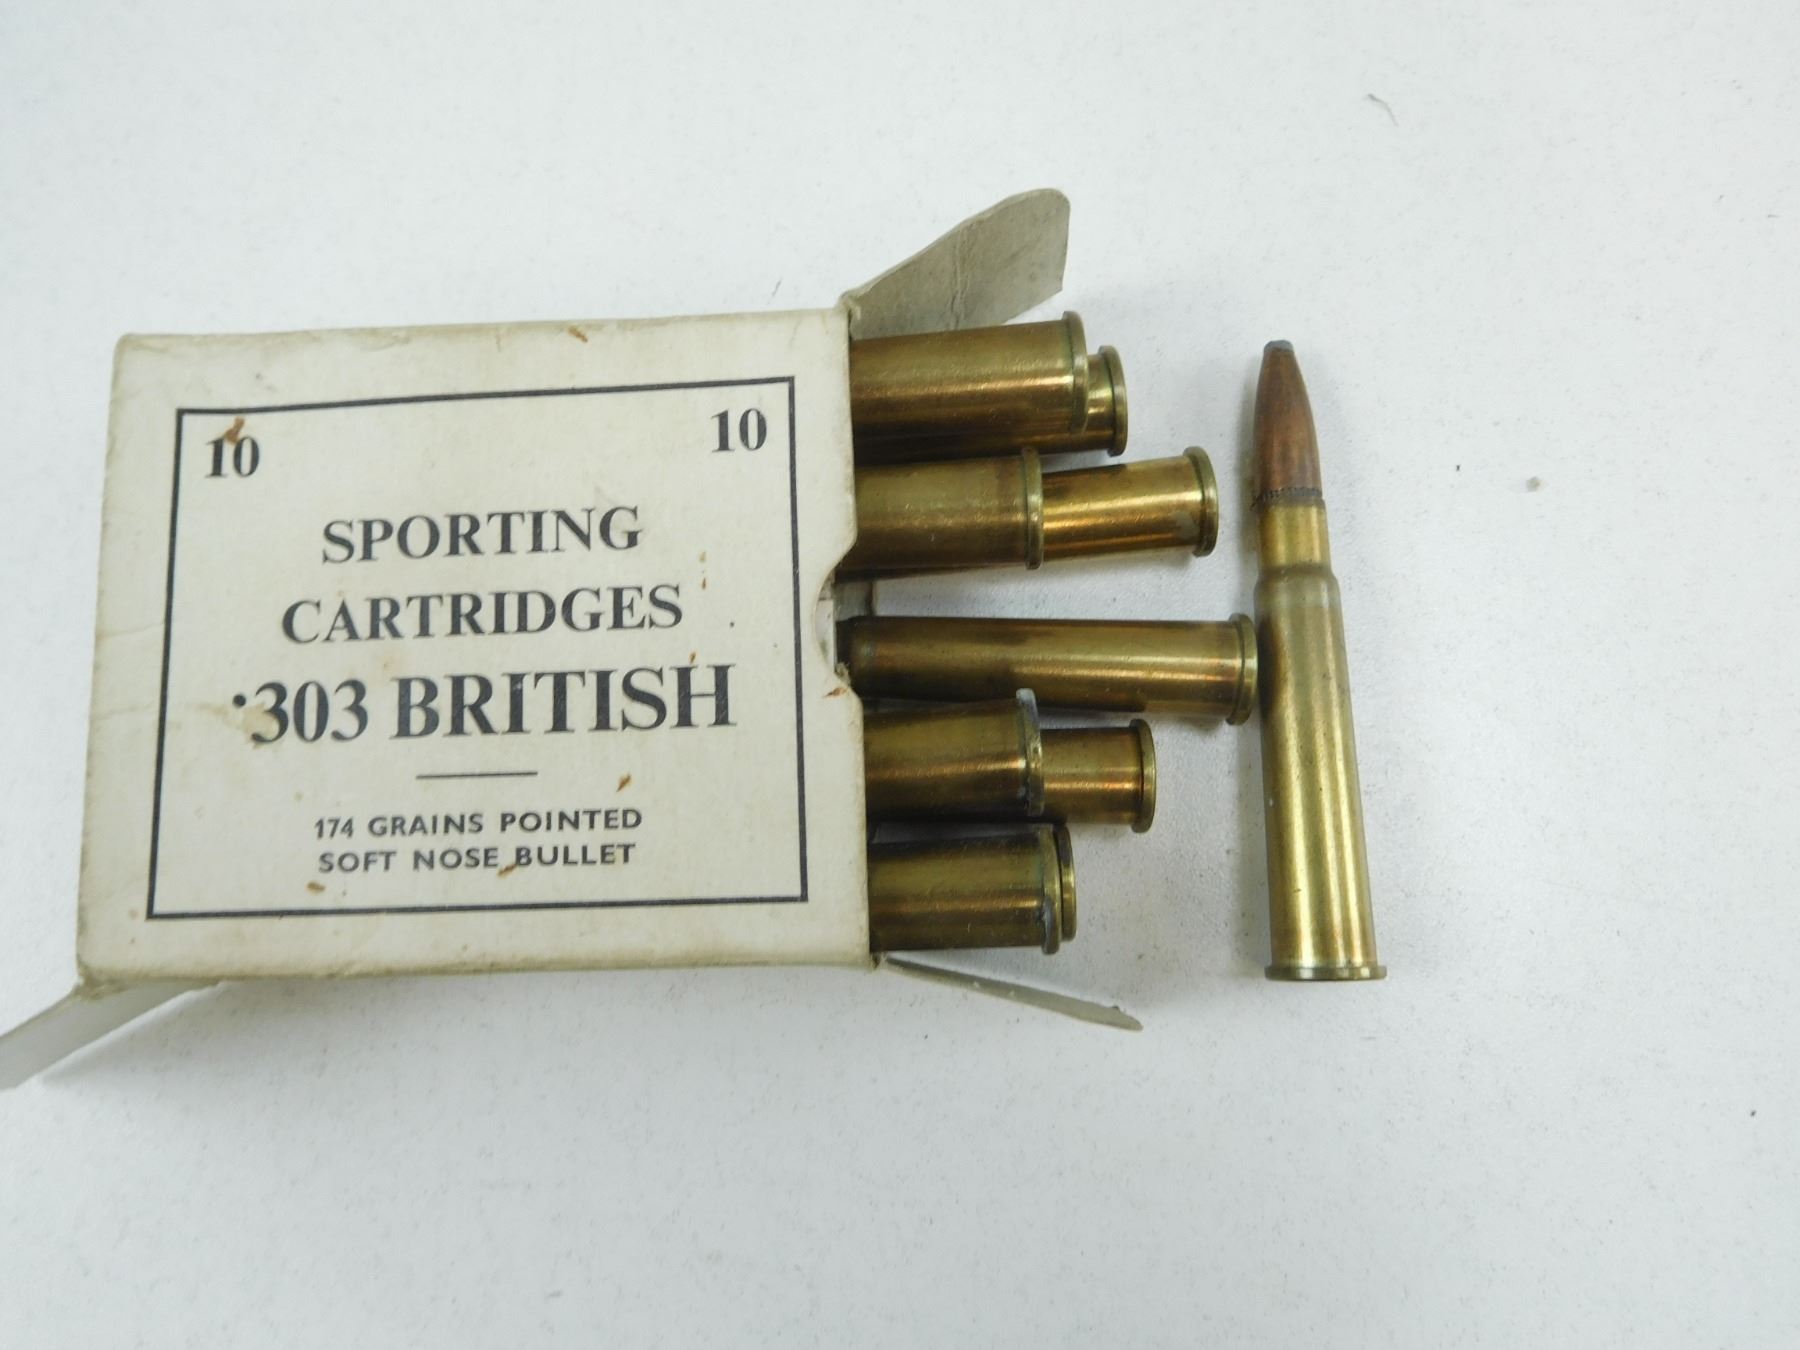 10 10
SPORTING
CARTRIDGES
·303 BRITISH
174 GRAINS POINTED
SOFT NOSE BULLET